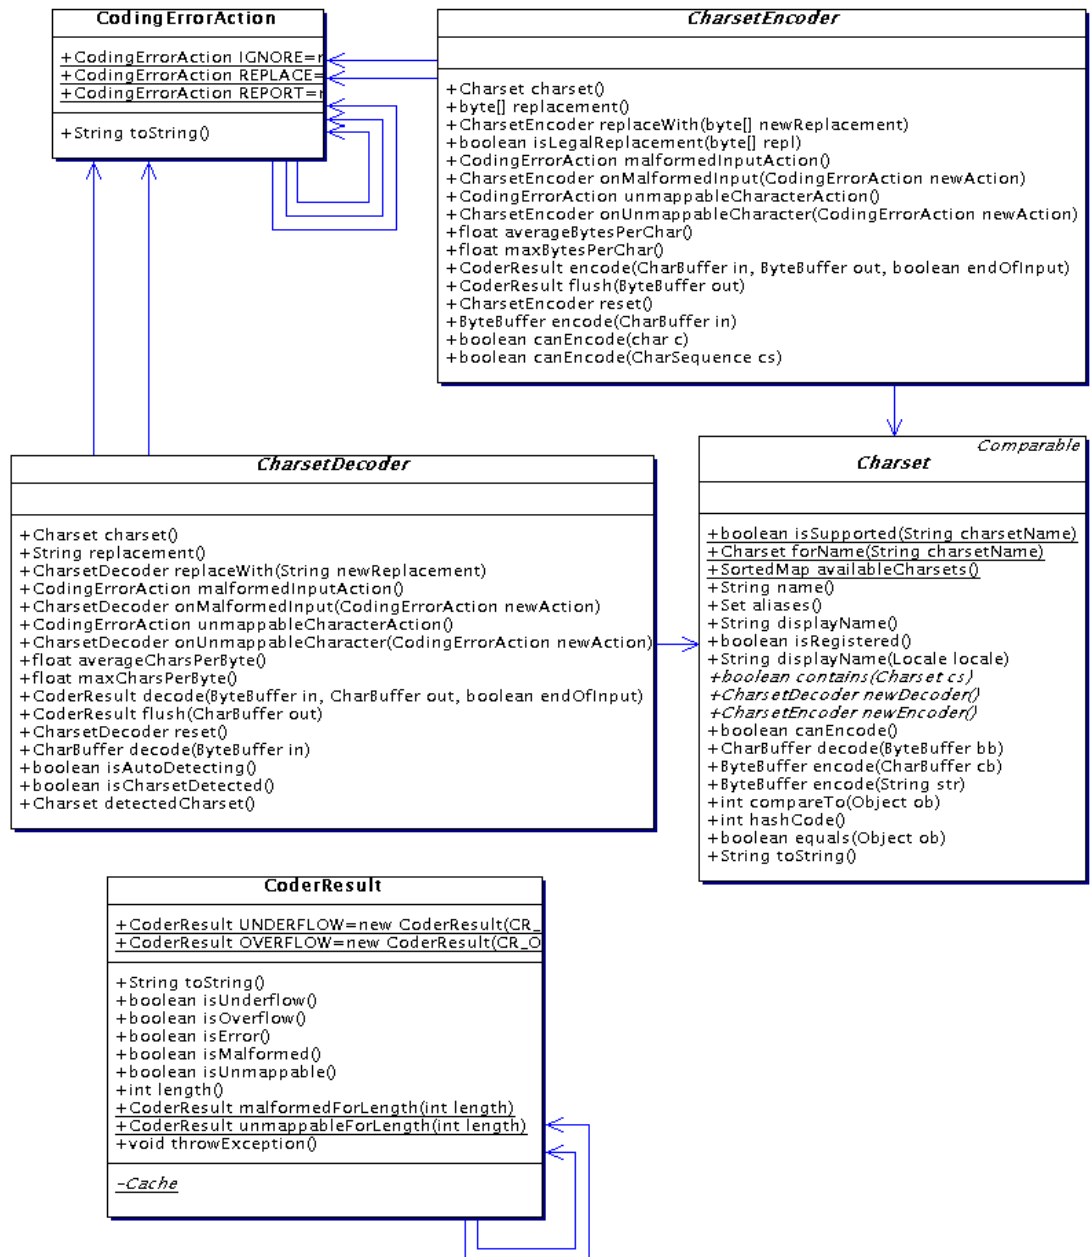 CodingErrorAction
+CodingErrorAction IGNORE=
+CodingErrorAction REPLACE=
+CodingErrorAction REPORT=
+String toString()
CharsetEncoder
+Charset charset()
+byte[] replacement()
+CharsetEncoder replaceWith(byte[] newReplacement)
+boolean isLegalReplacement(byte[] repl)
+CodingErrorAction malformedInputAction()
+CharsetEncoder onMalformedInput(CodingErrorAction newAction)
+CodingErrorAction unmappableCharacterAction()
+CharsetEncoder onUnmappableCharacter(CodingErrorAction newAction)
+float averageBytesPerChar()
+float maxBytesPerChar()
+CoderResult encode(CharBuffer in, ByteBuffer out, boolean endOfInput)
+CoderResult flush(ByteBuffer out)
+CharsetEncoder reset()
+ByteBuffer encode(CharBuffer in)
+boolean canEncode(char c)
+boolean canEncode(CharSequence cs)
CharsetDecoder
+Charset charset()
+String replacement()
+CharsetDecoder replaceWith(String newReplacement)
+CodingErrorAction malformedInputAction()
+CharsetDecoder onMalformedInput(CodingErrorAction newAction)
+CodingErrorAction unmappableCharacterAction()
+CharsetDecoder onUnmappableCharacter(CodingErrorAction newAction)
+float averageCharsPerByte()
+float maxCharsPerByte()
+CoderResult decode(ByteBuffer in, CharBuffer out, boolean endOfInput)
+CoderResult flush(CharBuffer out)
+CharsetDecoder reset()
+CharBuffer decode(ByteBuffer in)
+boolean isAutoDetecting()
+boolean isCharsetDetected()
+Charset detectedCharset()
Comparable
Charset
+boolean isSupported(String charsetName)
+Charset forName(String charsetName)
+SortedMap availableCharsets()
+String name()
+Set aliases()
+String displayName()
+boolean isRegistered()
+String displayName(Locale locale)
+boolean contains(Charset cs)
+CharsetDecoder newDecoder()
+CharsetEncoder newEncoder()
+boolean canEncode()
+CharBuffer decode(ByteBuffer bb)
+ByteBuffer encode(CharBuffer cb)
+ByteBuffer encode(String str)
+int compareTo(Object ob)
+int hashCode()
+boolean equals(Object ob)
+String toString()
CoderResult
+CoderResult UNDERFLOW=new CoderResult(CR_
+CoderResult OVERFLOW=new CoderResult(CR_O
+String toString()
+boolean isUnderflow()
+boolean isOverflow()
+boolean isError()
+boolean isMalformed()
+boolean isUnmappable()
+int length()
+CoderResult malformedForLength(int length)
+CoderResult unmappableForLength(int length)
+void throwException()
-Cache